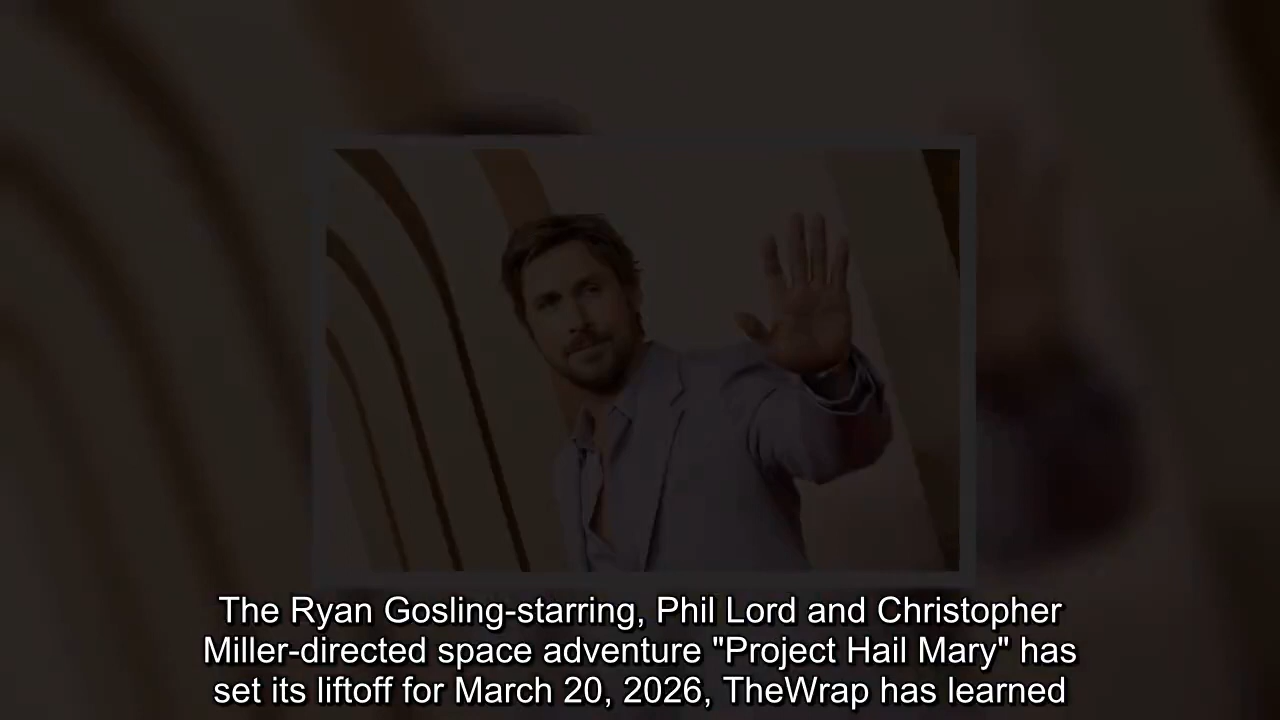 The Ryan Gosling-starring, Phil Lord and Christopher
Miller-directed space adventure "Project Hail Mary" has
set its liftoff for March 20, 2026, TheWrap has learned